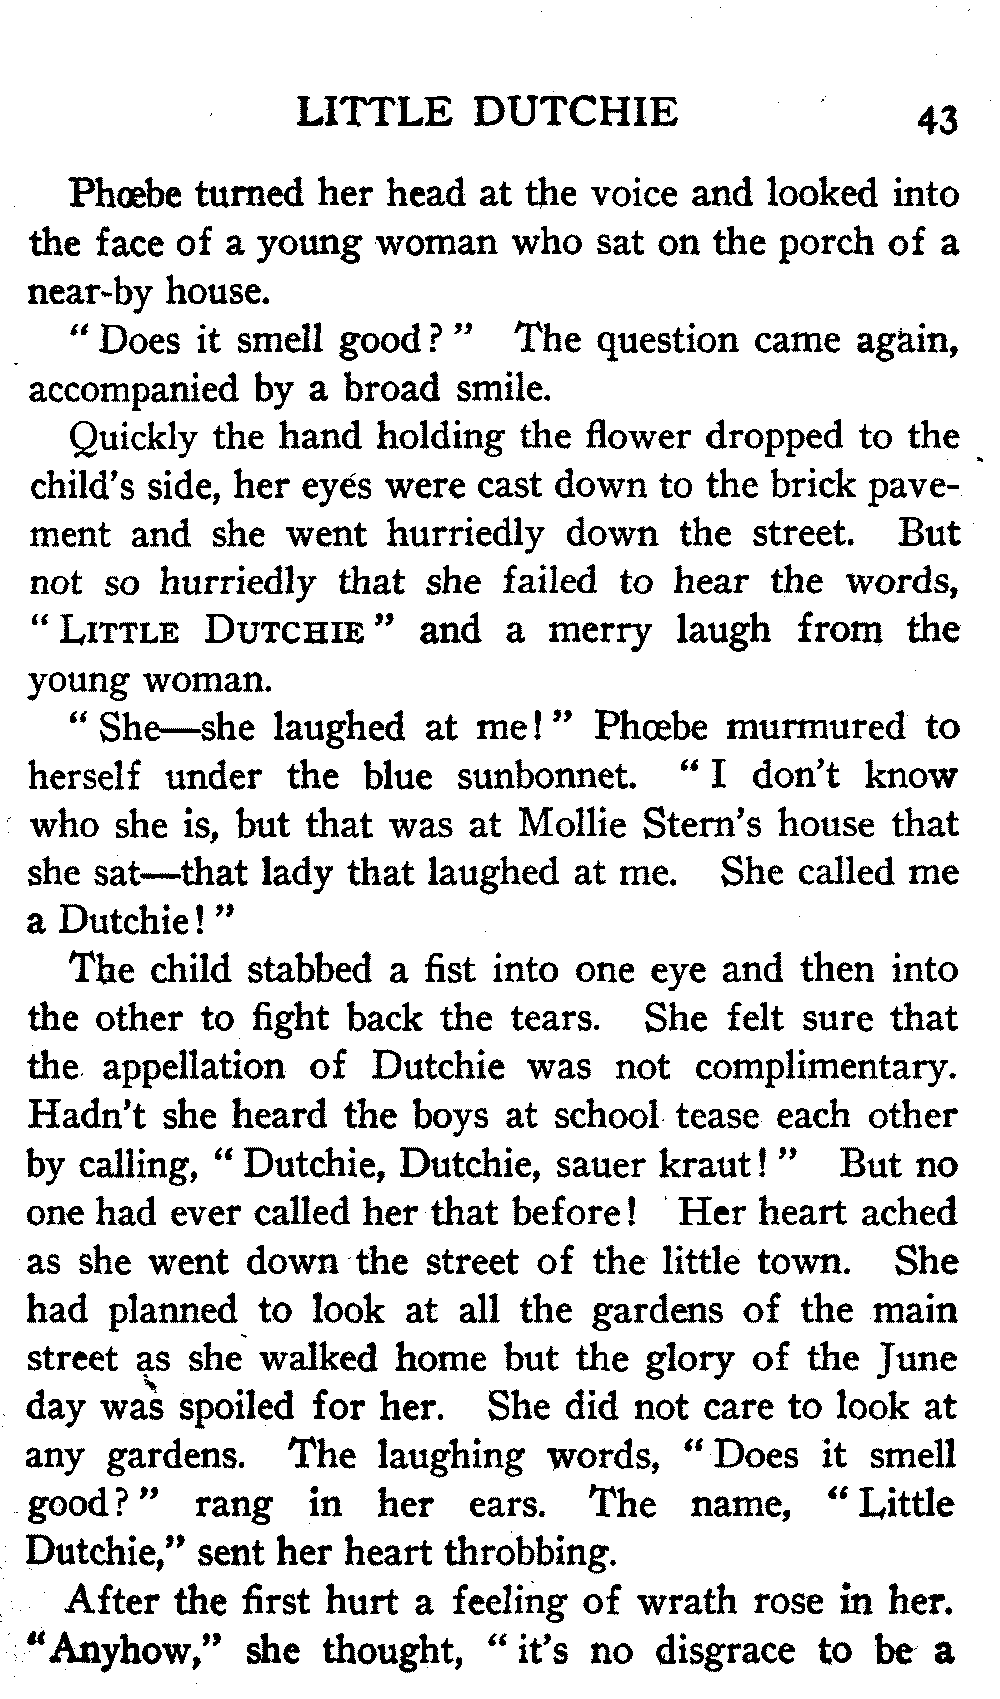 LITTLE DUTCHIE 43
Phœbe turned her head at the voice and looked into
the face of a young woman who sat on the porch of a
near-by house.
" Does it smell good? " The question came again,
accompanied by a broad smile.
Quickly the hand holding the flower dropped to the
child's side, her eyes were cast down to the brick pave-
ment and she went hurriedly down the street. But
not so hurriedly that she failed to hear the words,
" LITTLE DUTCHIE " and a merry laugh from the
young woman.
" She—she laughed at me! " Phœbe murmured to
herself under the blue sunbonnet. " I don't know
who she is, but that was at Mollie Stern's house that
she sat—that lady that laughed at me. She called me
a Dutchie! "
The child stabbed a fist into one eye and then into
the other to fight back the tears. She felt sure that
the appellation of Dutchie was not complimentary.
Hadn't she heard the boys at school tease each other
by calling, " Dutchie, Dutchie, sauer kraut! " But no
one had ever called her that before! Her heart ached
as she went down the street of the little town. She
had planned to look at all the gardens of the main
street as she walked home but the glory of the June
day was spoiled for her. She did not care to look at
any gardens. The laughing words, " Does it smell
good? " rang in her ears. The name, " Little
Dutchie," sent her heart throbbing.
After the first hurt a feeling of wrath rose in her.
"Anyhow," she thought, " it's no disgrace to be a